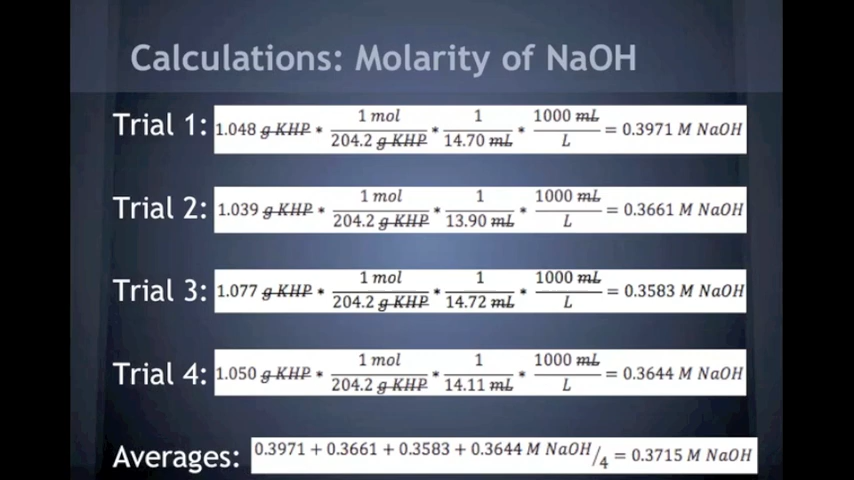 Calculations: Molarity of NaOH
Trial 1: 1.048 g KHP * 1 mol / 204.2 g KHP * 1 / 14.70 mL * 1000 mL / L = 0.3971 M NaOH
Trial 2: 1.039 g KHP * 1 mol / 204.2 g KHP * 1 / 13.90 mL * 1000 mL / L = 0.3661 M NaOH
Trial 3: 1.077 g KHP * 1 mol / 204.2 g KHP * 1 / 14.72 mL * 1000 mL / L = 0.3583 M NaOH
Trial 4: 1.050 g KHP * 1 mol / 204.2 g KHP * 1 / 14.11 mL * 1000 mL / L = 0.3644 M NaOH
Averages: 0.3971 + 0.3661 + 0.3583 + 0.3644 M NaOH/4 = 0.3715 M NaOH